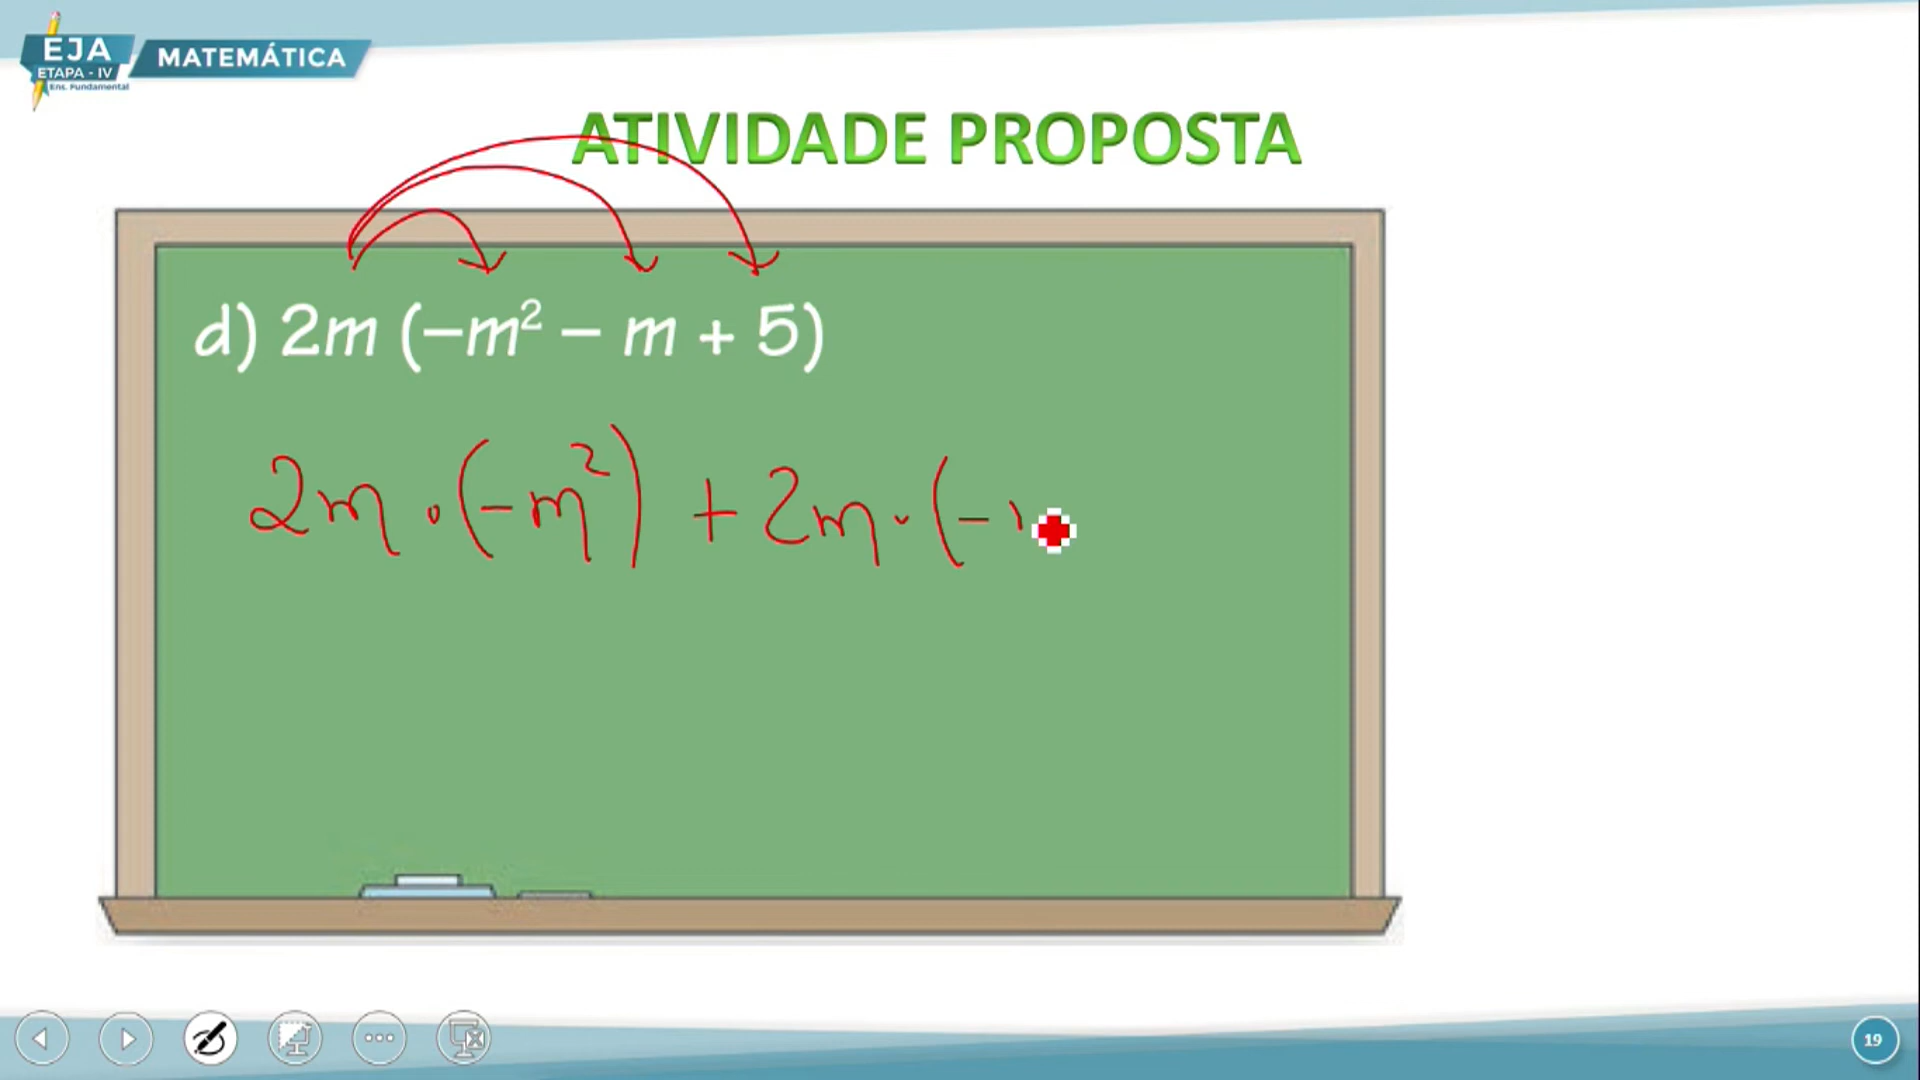 EJA
ETAPA - IV
Ens. Fundamental
MATEMÁTICA
ATIVIDADE PROPOSTA
d) 2m (–m² – m + 5)
2m · (-m²) + 2m · (-
19